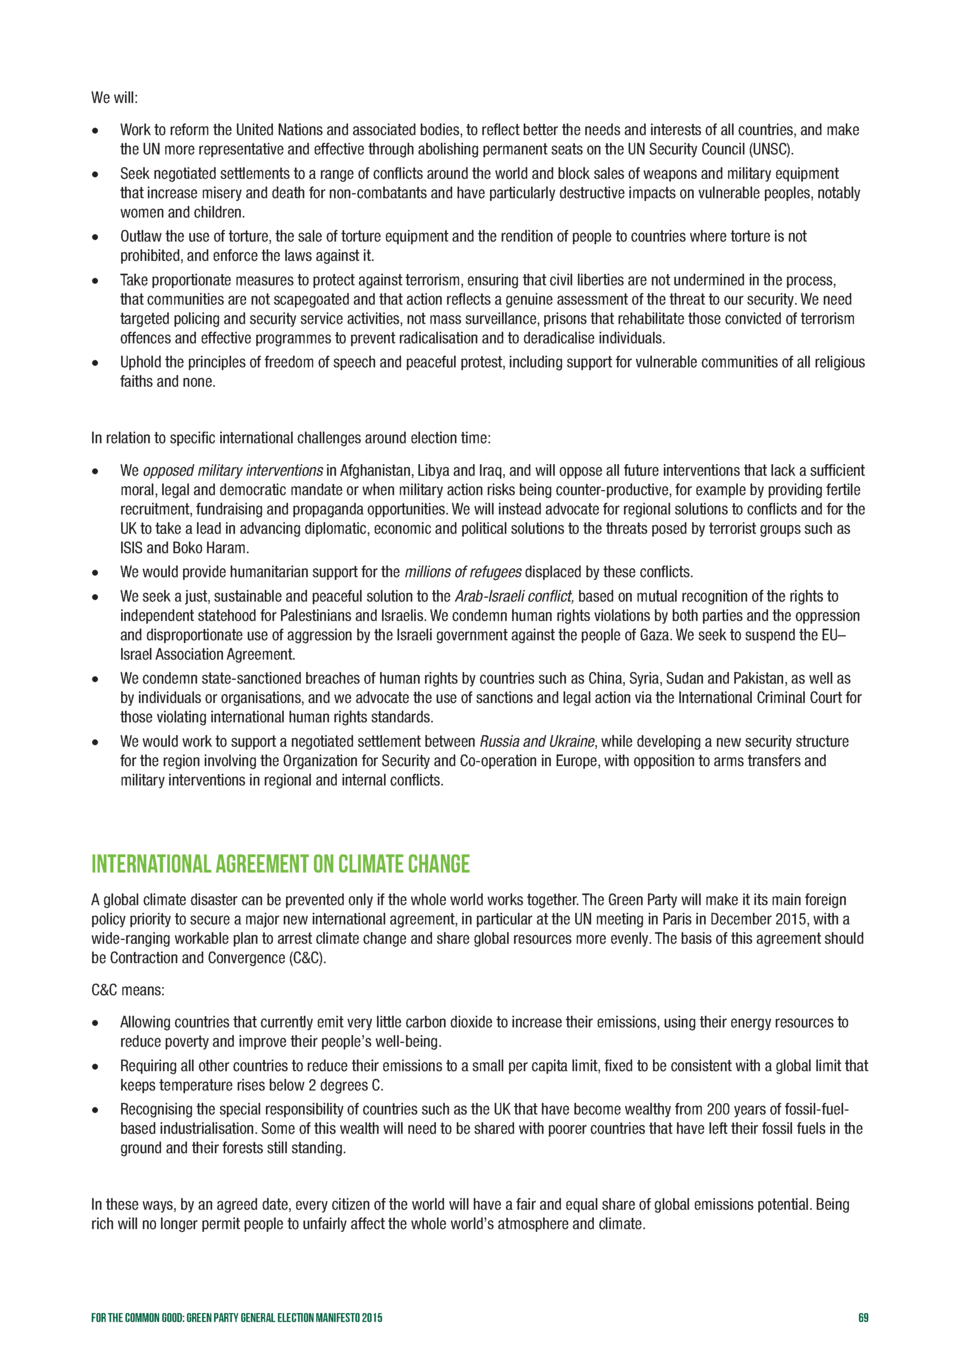 We will:
• Work to reform the United Nations and associated bodies, to reflect better the needs and interests of all countries, and make
the UN more representative and effective through abolishing permanent seats on the UN Security Council (UNSC).
• Seek negotiated settlements to a range of conflicts around the world and block sales of weapons and military equipment
that increase misery and death for non-combatants and have particularly destructive impacts on vulnerable peoples, notably
women and children.
• Outlaw the use of torture, the sale of torture equipment and the rendition of people to countries where torture is not
prohibited, and enforce the laws against it.
• Take proportionate measures to protect against terrorism, ensuring that civil liberties are not undermined in the process,
that communities are not scapegoated and that action reflects a genuine assessment of the threat to our security. We need
targeted policing and security service activities, not mass surveillance, prisons that rehabilitate those convicted of terrorism
offences and effective programmes to prevent radicalisation and to deradicalise individuals.
• Uphold the principles of freedom of speech and peaceful protest, including support for vulnerable communities of all religious
faiths and none.
In relation to specific international challenges around election time:
• We opposed military interventions in Afghanistan, Libya and Iraq, and will oppose all future interventions that lack a sufficient
moral, legal and democratic mandate or when military action risks being counter-productive, for example by providing fertile
recruitment, fundraising and propaganda opportunities. We will instead advocate for regional solutions to conflicts and for the
UK to take a lead in advancing diplomatic, economic and political solutions to the threats posed by terrorist groups such as
ISIS and Boko Haram.
• We would provide humanitarian support for the millions of refugees displaced by these conflicts.
• We seek a just, sustainable and peaceful solution to the Arab-Israeli conflict, based on mutual recognition of the rights to
independent statehood for Palestinians and Israelis. We condemn human rights violations by both parties and the oppression
and disproportionate use of aggression by the Israeli government against the people of Gaza. We seek to suspend the EU–
Israel Association Agreement.
• We condemn state-sanctioned breaches of human rights by countries such as China, Syria, Sudan and Pakistan, as well as
by individuals or organisations, and we advocate the use of sanctions and legal action via the International Criminal Court for
those violating international human rights standards.
• We would work to support a negotiated settlement between Russia and Ukraine, while developing a new security structure
for the region involving the Organization for Security and Co-operation in Europe, with opposition to arms transfers and
military interventions in regional and internal conflicts.
INTERNATIONAL AGREEMENT ON CLIMATE CHANGE
A global climate disaster can be prevented only if the whole world works together. The Green Party will make it its main foreign
policy priority to secure a major new international agreement, in particular at the UN meeting in Paris in December 2015, with a
wide-ranging workable plan to arrest climate change and share global resources more evenly. The basis of this agreement should
be Contraction and Convergence (C&C).
C&C means:
• Allowing countries that currently emit very little carbon dioxide to increase their emissions, using their energy resources to
reduce poverty and improve their people's well-being.
• Requiring all other countries to reduce their emissions to a small per capita limit, fixed to be consistent with a global limit that
keeps temperature rises below 2 degrees C.
• Recognising the special responsibility of countries such as the UK that have become wealthy from 200 years of fossil-fuel-
based industrialisation. Some of this wealth will need to be shared with poorer countries that have left their fossil fuels in the
ground and their forests still standing.
In these ways, by an agreed date, every citizen of the world will have a fair and equal share of global emissions potential. Being
rich will no longer permit people to unfairly affect the whole world's atmosphere and climate.
FOR THE COMMON GOOD: GREEN PARTY GENERAL ELECTION MANIFESTO 2015 69